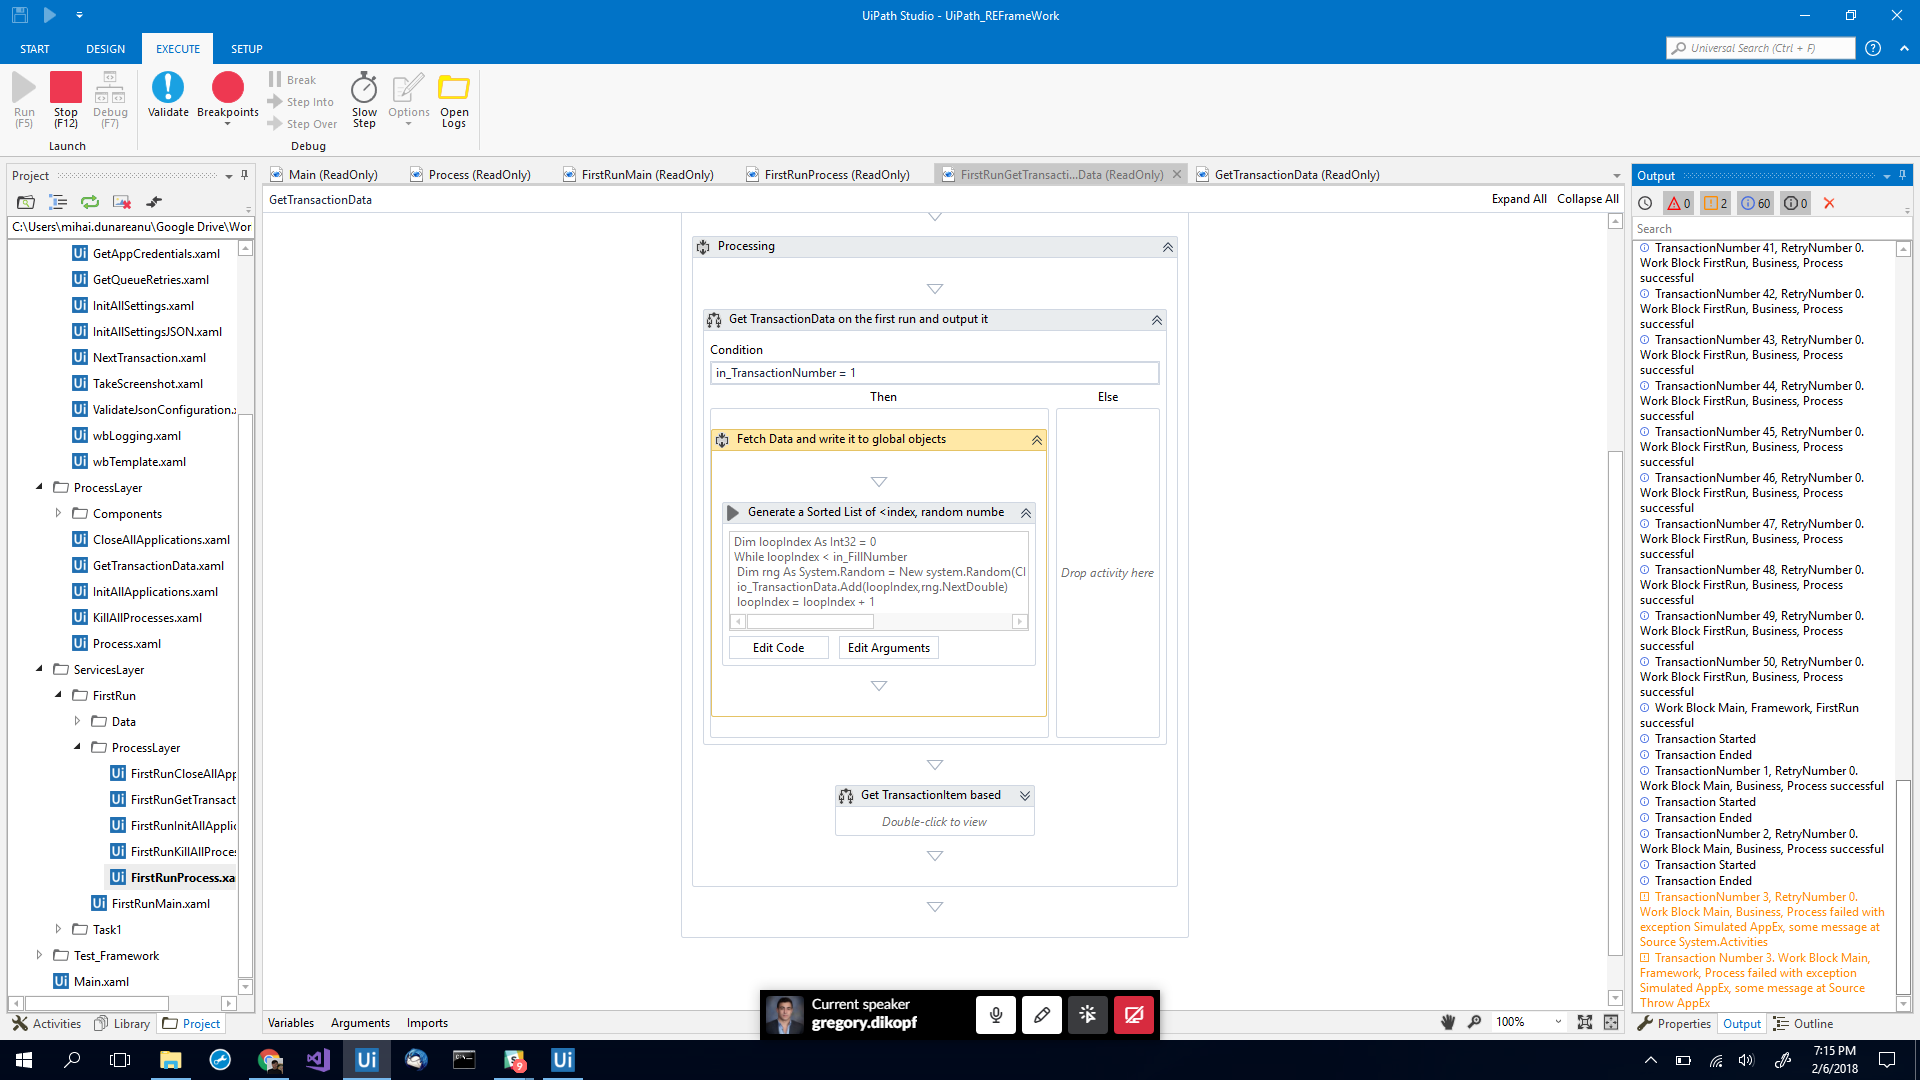 UiPath Studio - UiPath_REFrameWork
START
DESIGN
EXECUTE
SETUP
Universal Search (Ctrl + F)
Run
(F5)
Stop
(F12)
Debug
(F7)
Launch
Validate
Breakpoints
Break
Step Into
Step Over
Slow
Step
Options
Open
Logs
Debug
Project
C:\Users\mihai.dunareanu\Google Drive\Wor
GetAppCredentials.xaml
GetQueueRetries.xaml
InitAllSettings.xaml
InitAllSettingsJSON.xaml
NextTransaction.xaml
TakeScreenshot.xaml
ValidateJsonConfiguration.
wbLogging.xaml
wbTemplate.xaml
ProcessLayer
Components
CloseAllApplications.xaml
GetTransactionData.xaml
InitAllApplications.xaml
KillAllProcesses.xaml
Process.xaml
ServicesLayer
FirstRun
Data
ProcessLayer
FirstRunCloseAllApp
FirstRunGetTransact
FirstRunInitAllApplic
FirstRunKillAllProce
FirstRunProcess.xa
FirstRunMain.xaml
Task1
Test_Framework
Main.xaml
Activities
Library
Project
Main (ReadOnly)
Process (ReadOnly)
FirstRunMain (ReadOnly)
FirstRunProcess (ReadOnly)
FirstRunGetTransacti...Data (ReadOnly)
GetTransactionData (ReadOnly)
GetTransactionData
Expand All
Collapse All
Processing
Get TransactionData on the first run and output it
Condition
in_TransactionNumber = 1
Then
Else
Fetch Data and write it to global objects
Generate a Sorted List of <index, random numbe
Dim loopIndex As Int32 = 0
While loopIndex < in_FillNumber
Dim rng As System.Random = New system.Random(CI
io_TransactionData.Add(loopIndex,rng.NextDouble)
loopIndex = loopIndex + 1
Edit Code
Edit Arguments
Drop activity here
Get TransactionItem based
Double-click to view
Variables
Arguments
Imports
100%
Current speaker
gregory.dikopf
Output
0
2
60
0
Search
TransactionNumber 41, RetryNumber 0.
Work Block FirstRun, Business, Process
successful
TransactionNumber 42, RetryNumber 0.
Work Block FirstRun, Business, Process
successful
TransactionNumber 43, RetryNumber 0.
Work Block FirstRun, Business, Process
successful
TransactionNumber 44, RetryNumber 0.
Work Block FirstRun, Business, Process
successful
TransactionNumber 45, RetryNumber 0.
Work Block FirstRun, Business, Process
successful
TransactionNumber 46, RetryNumber 0.
Work Block FirstRun, Business, Process
successful
TransactionNumber 47, RetryNumber 0.
Work Block FirstRun, Business, Process
successful
TransactionNumber 48, RetryNumber 0.
Work Block FirstRun, Business, Process
successful
TransactionNumber 49, RetryNumber 0.
Work Block FirstRun, Business, Process
successful
TransactionNumber 50, RetryNumber 0.
Work Block FirstRun, Business, Process
successful
Work Block Main, Framework, FirstRun
successful
Transaction Started
Transaction Ended
TransactionNumber 1, RetryNumber 0.
Work Block Main, Business, Process successful
Transaction Started
Transaction Ended
TransactionNumber 2, RetryNumber 0.
Work Block Main, Business, Process successful
Transaction Started
Transaction Ended
TransactionNumber 3, RetryNumber 0.
Work Block Main, Business, Process failed with
exception Simulated AppEx, some message at
Source System.Activities
Transaction Number 3. Work Block Main,
Framework, Process failed with exception
Simulated AppEx, some message at Source
Throw AppEx
Properties
Output
Outline
Ui
9
Ui
7:15 PM
2/6/2018